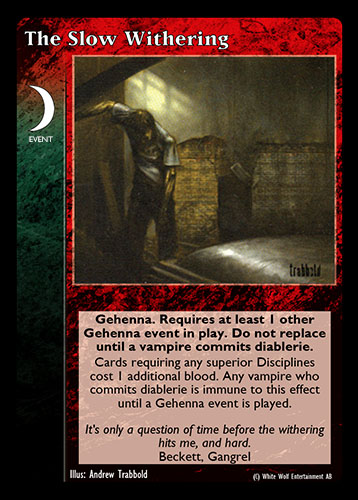 The Slow Withering
EVENT
trabbold
Gehenna. Requires at least 1 other
Gehenna event in play. Do not replace
until a vampire commits diablerie.
Cards requiring any superior Disciplines
cost 1 additional blood. Any vampire who
commits diablerie is immune to this effect
until a Gehenna event is played.
It's only a question of time before the withering
hits me, and hard.
Beckett, Gangrel
Illus: Andrew Trabbold
(C) White Wolf Entertainment AB